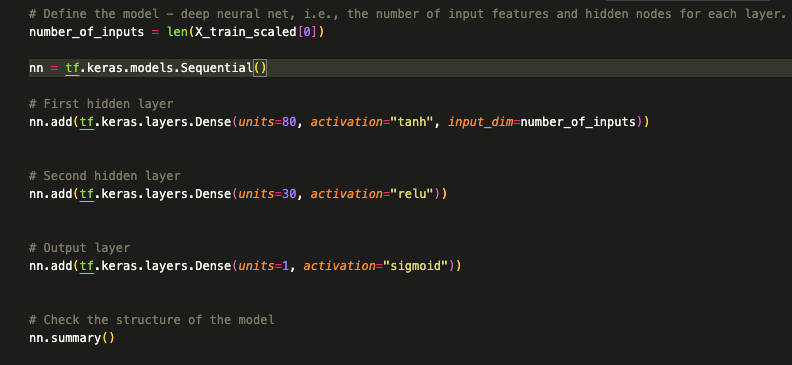 # Define the model - deep neural net, i.e., the number of input features and hidden nodes for each layer.
number_of_inputs = len(X_train_scaled[0])
nn = tf.keras.models.Sequential()
# First hidden layer
nn.add(tf.keras.layers.Dense(units=80, activation="tanh", input_dim=number_of_inputs))
# Second hidden layer
nn.add(tf.keras.layers.Dense(units=30, activation="relu"))
# Output layer
nn.add(tf.keras.layers.Dense(units=1, activation="sigmoid"))
# Check the structure of the model
nn.summary()